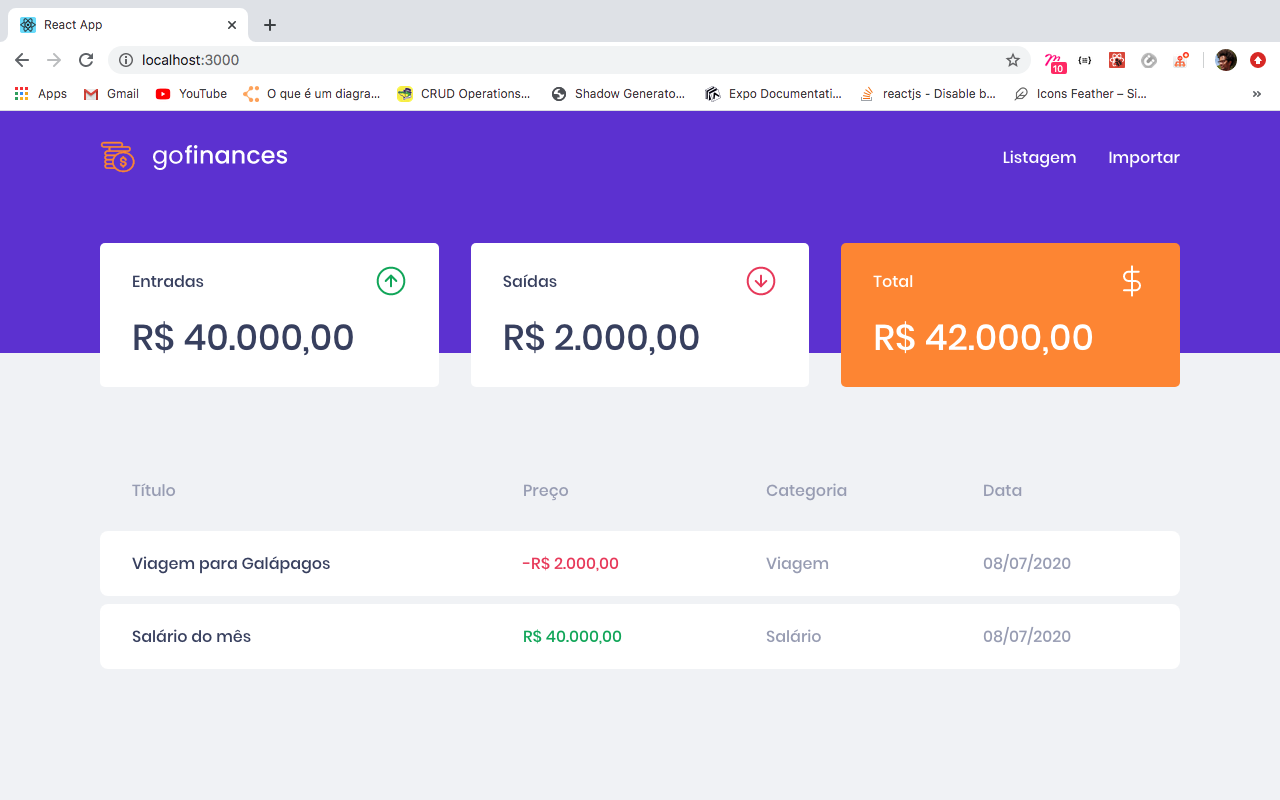 React App
localhost:3000
10
Apps Gmail YouTube O que é um diagra... CRUD Operations... Shadow Generato... Expo Documentati... reactjs - Disable b... Icons Feather – Si... »
gofinances Listagem Importar
Entradas Saídas Total $
R$ 40.000,00 R$ 2.000,00 R$ 42.000,00
Título Preço Categoria Data
Viagem para Galápagos -R$ 2.000,00 Viagem 08/07/2020
Salário do mês R$ 40.000,00 Salário 08/07/2020